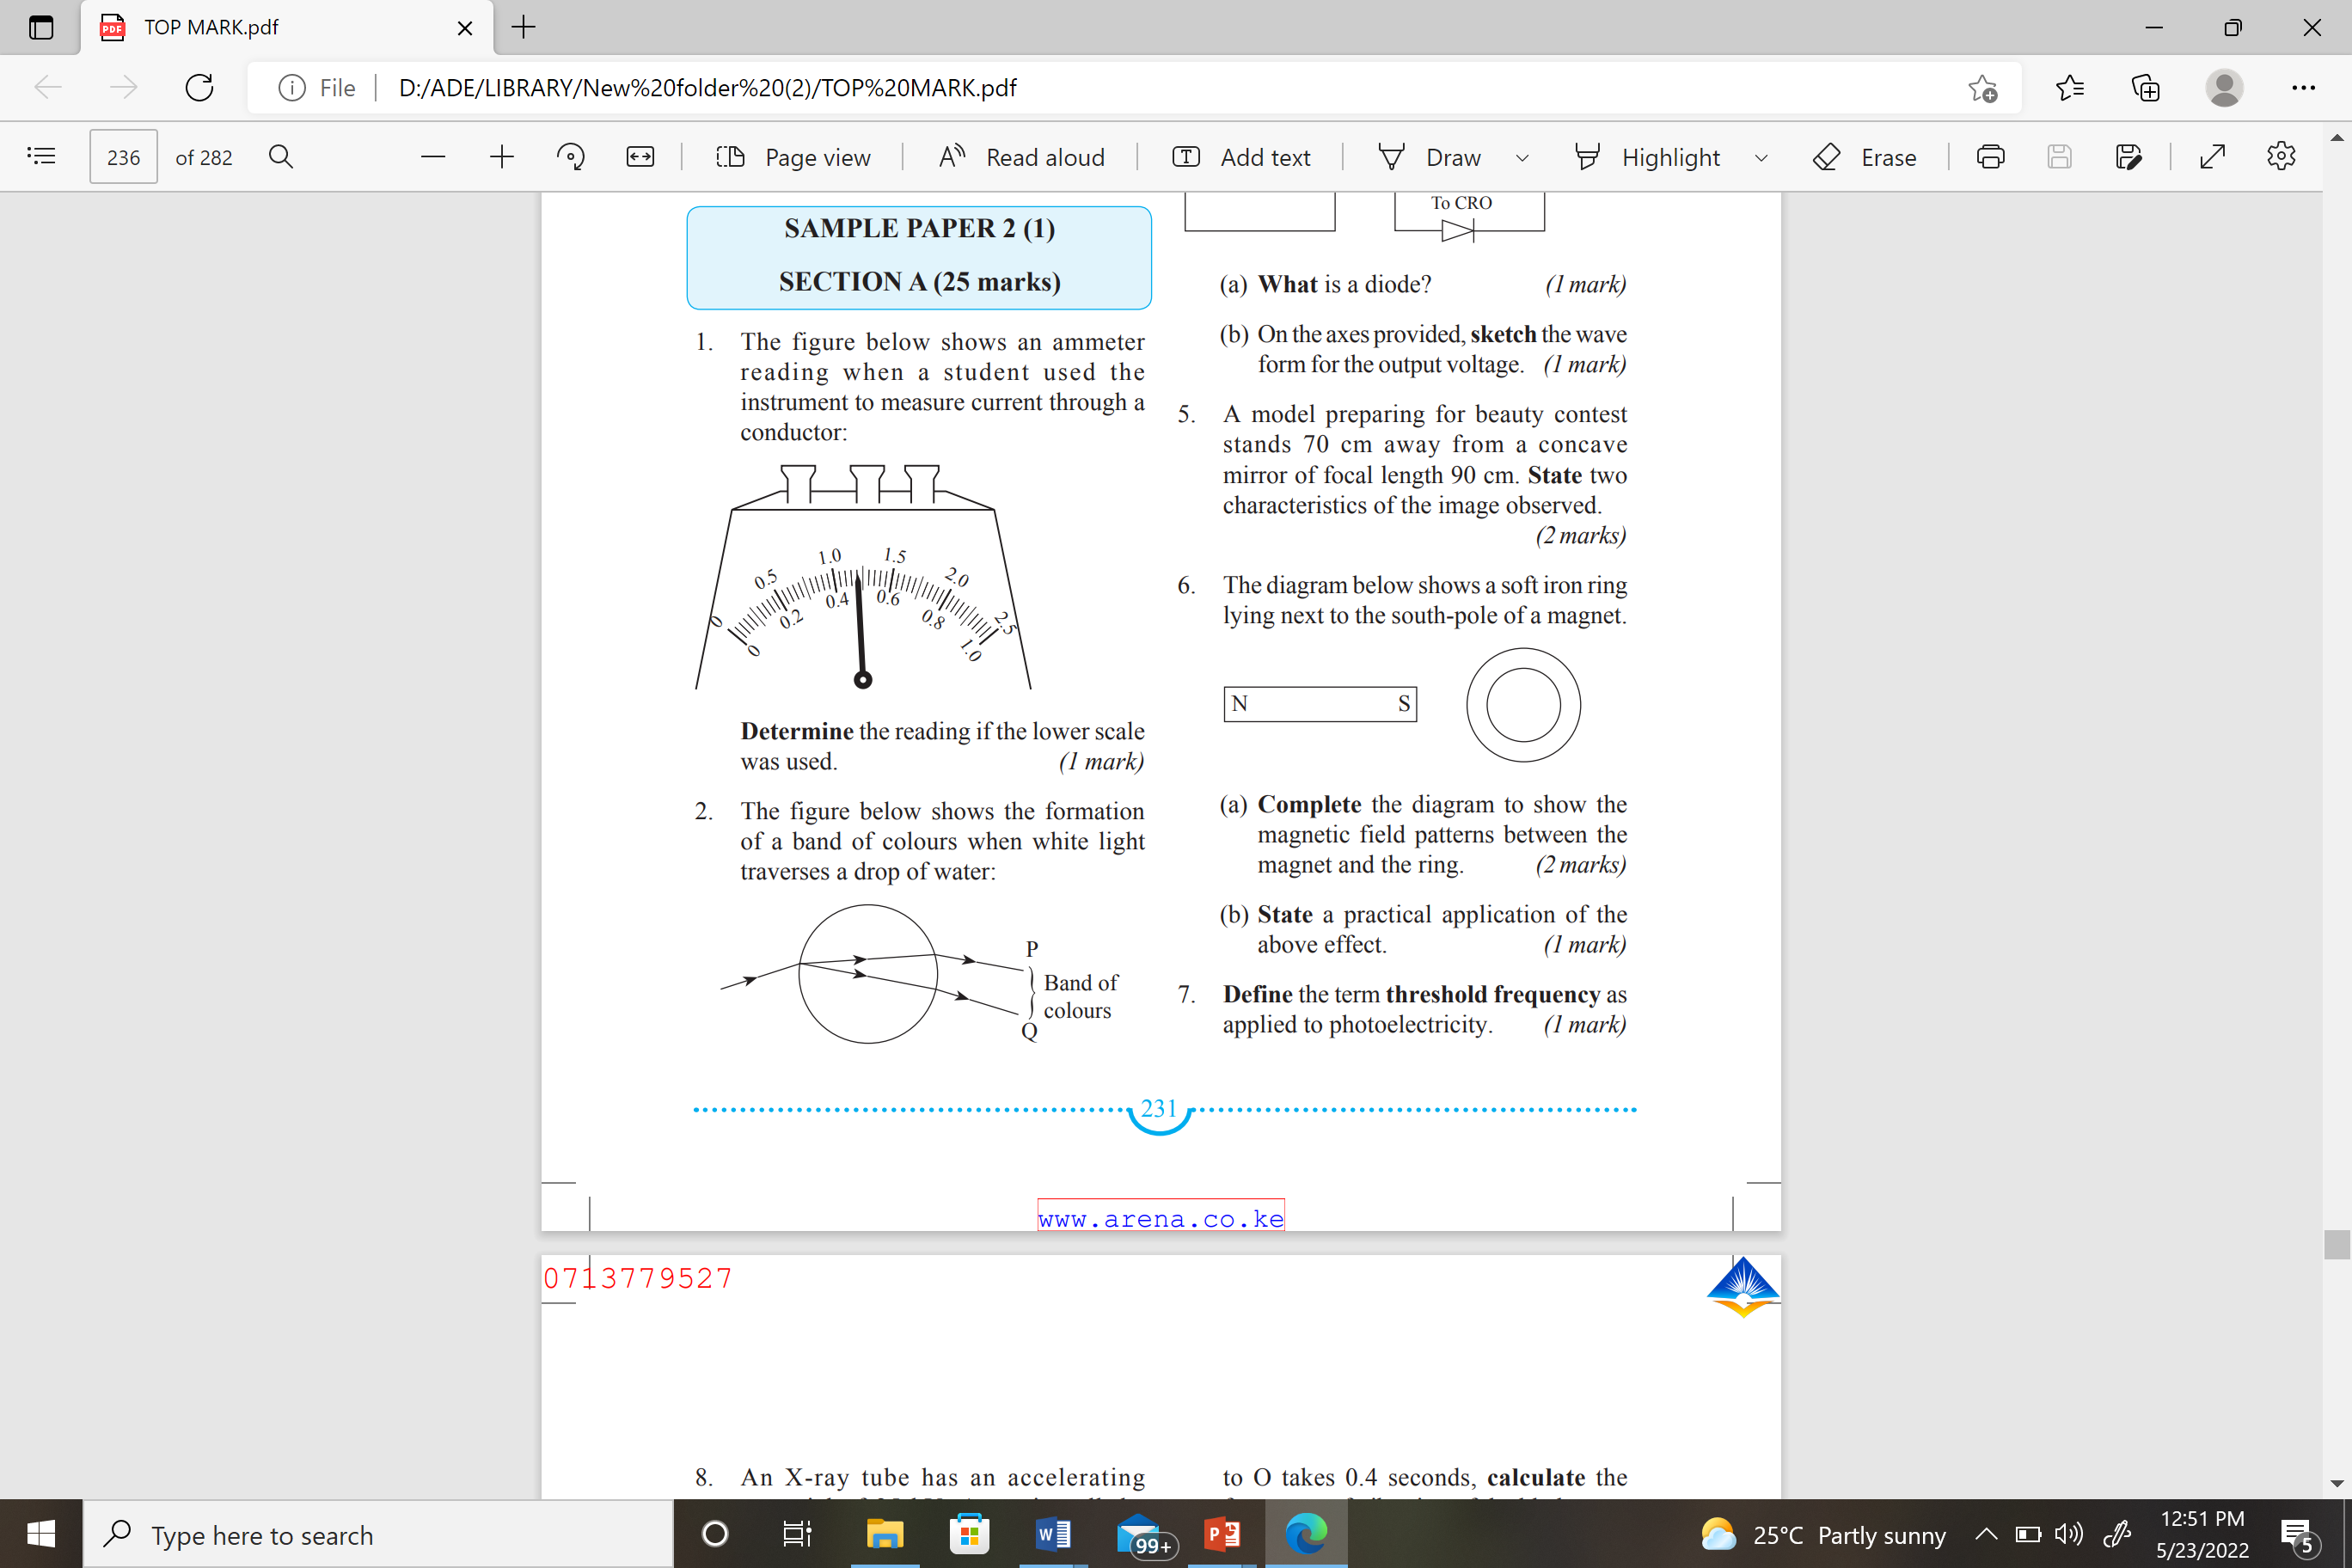 TOP MARK.pdf
File
D:/ADE/LIBRARY/New%20folder%20(2)/TOP%20MARK.pdf
236 of 282
Page view
Read aloud
Add text
Draw
Highlight
Erase
SAMPLE PAPER 2 (1)
SECTION A (25 marks)
1. The figure below shows an ammeter
reading when a student used the
instrument to measure current through a
conductor:
0 0.5 1.0 1.5 2.0 2.5
0 0.2 0.4 0.6 0.8 1.0
Determine the reading if the lower scale
was used. (1 mark)
2. The figure below shows the formation
of a band of colours when white light
traverses a drop of water:
P
Band of
colours
Q
To CRO
(a) What is a diode? (1 mark)
(b) On the axes provided, sketch the wave
form for the output voltage. (1 mark)
5. A model preparing for beauty contest
stands 70 cm away from a concave
mirror of focal length 90 cm. State two
characteristics of the image observed.
(2 marks)
6. The diagram below shows a soft iron ring
lying next to the south-pole of a magnet.
N S
(a) Complete the diagram to show the
magnetic field patterns between the
magnet and the ring. (2 marks)
(b) State a practical application of the
above effect. (1 mark)
7. Define the term threshold frequency as
applied to photoelectricity. (1 mark)
231
www.arena.co.ke
0713779527
8. An X-ray tube has an accelerating
to O takes 0.4 seconds, calculate the
Type here to search
99+
25°C Partly sunny
12:51 PM
5/23/2022
5